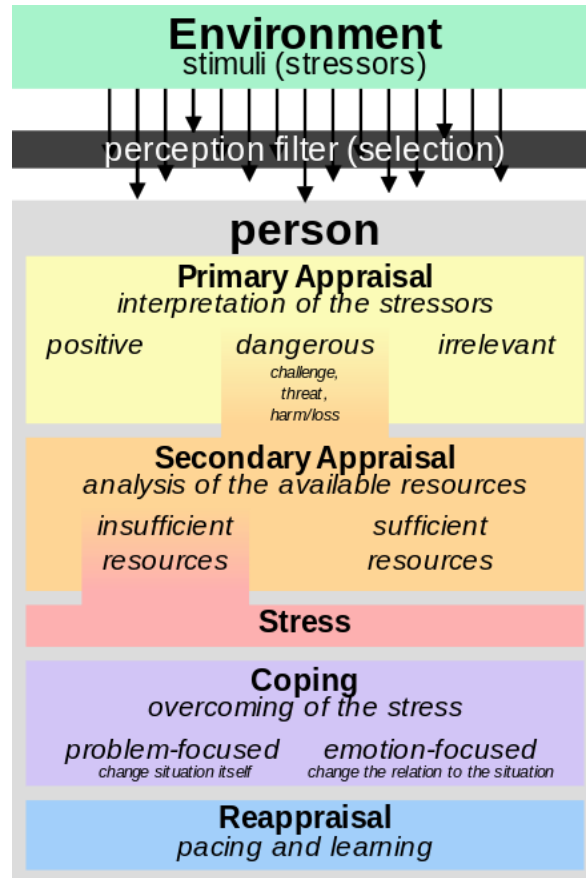 Environment
stimuli (stressors)
perception filter (selection)
person
Primary Appraisal
interpretation of the stressors
positive dangerous irrelevant
challenge,
threat,
harm/loss
Secondary Appraisal
analysis of the available resources
insufficient sufficient
resources resources
Stress
Coping
overcoming of the stress
problem-focused emotion-focused
change situation itself change the relation to the situation
Reappraisal
pacing and learning